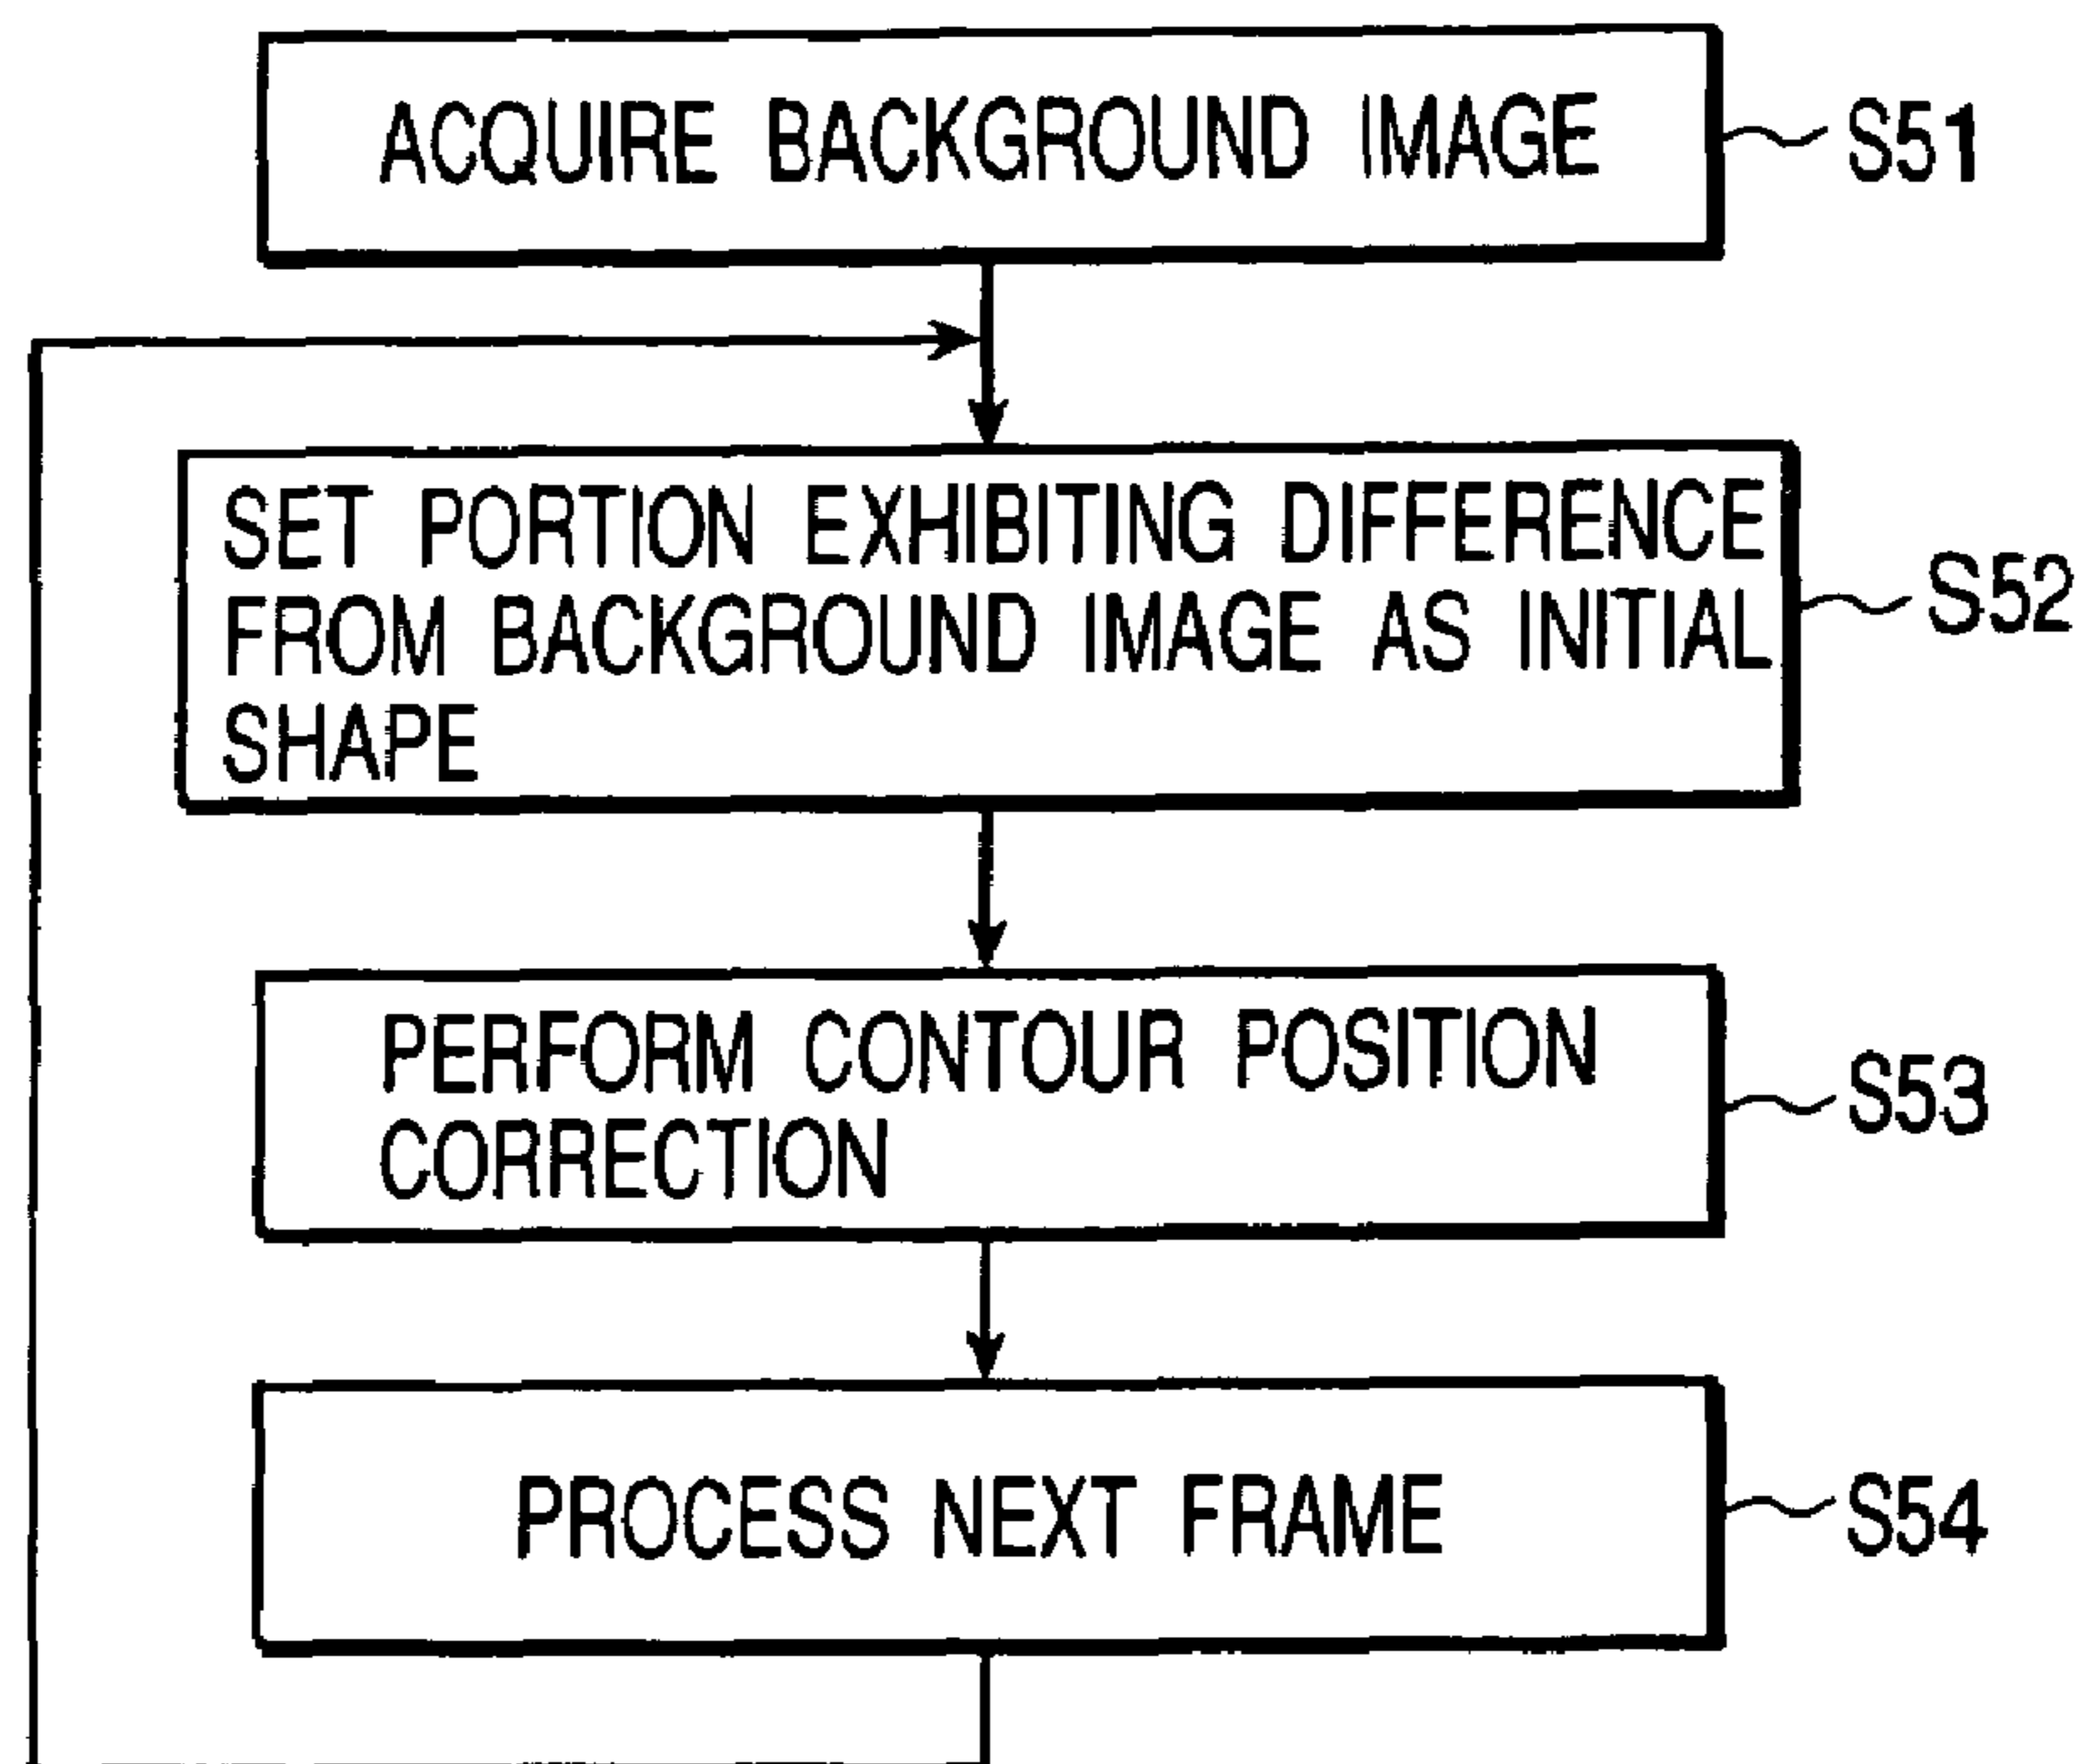 ACQUIRE BACKGROUND IMAGE
S51
SET PORTION EXHIBITING DIFFERENCE
FROM BACKGROUND IMAGE AS INITIAL
SHAPE
S52
PERFORM CONTOUR POSITION
CORRECTION
S53
PROCESS NEXT FRAME
S54